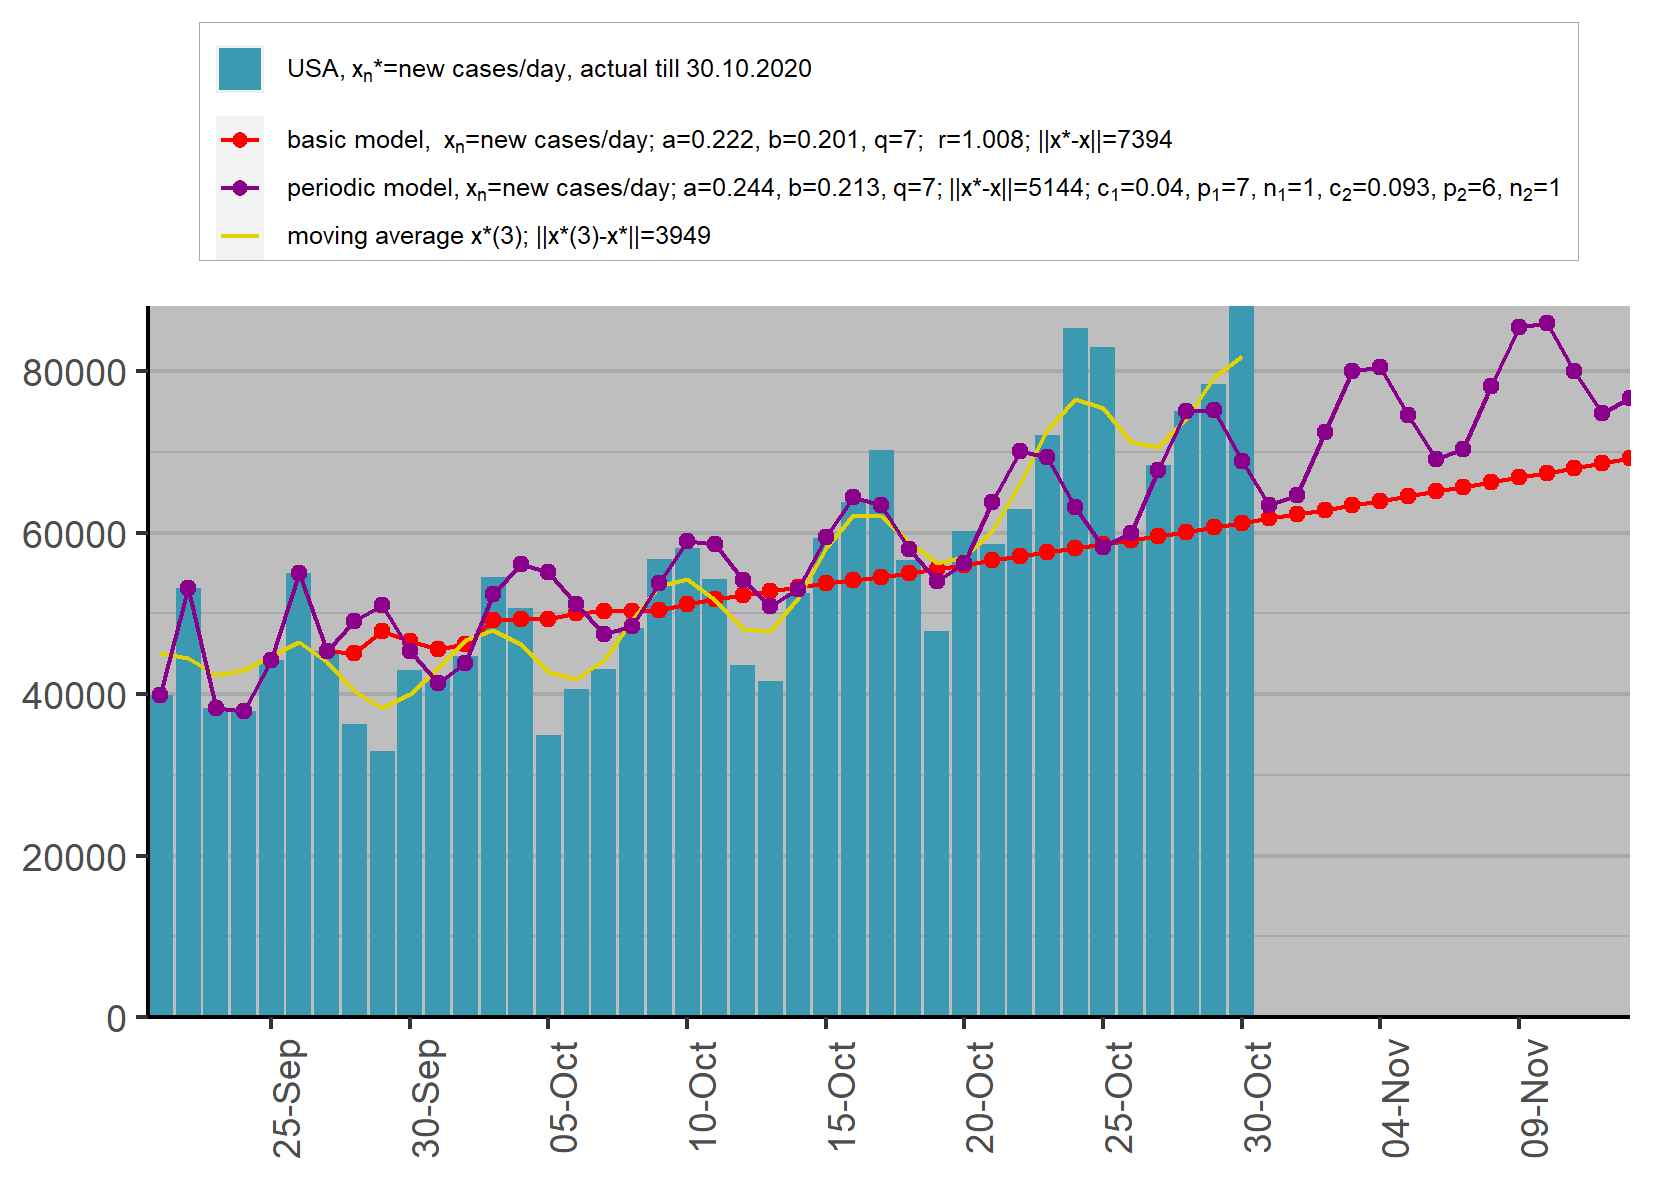 USA, xₙ*=new cases/day, actual till 30.10.2020
basic model,  xₙ=new cases/day; a=0.222, b=0.201, q=7;  r=1.008; ||x*-x||=7394
periodic model, xₙ=new cases/day; a=0.244, b=0.213, q=7; ||x*-x||=5144; c₁=0.04, p₁=7, n₁=1, c₂=0.093, p₂=6, n₂=1
moving average x*(3); ||x*(3)-x*||=3949
80000
60000
40000
20000
0
25-Sep
30-Sep
05-Oct
10-Oct
15-Oct
20-Oct
25-Oct
30-Oct
04-Nov
09-Nov